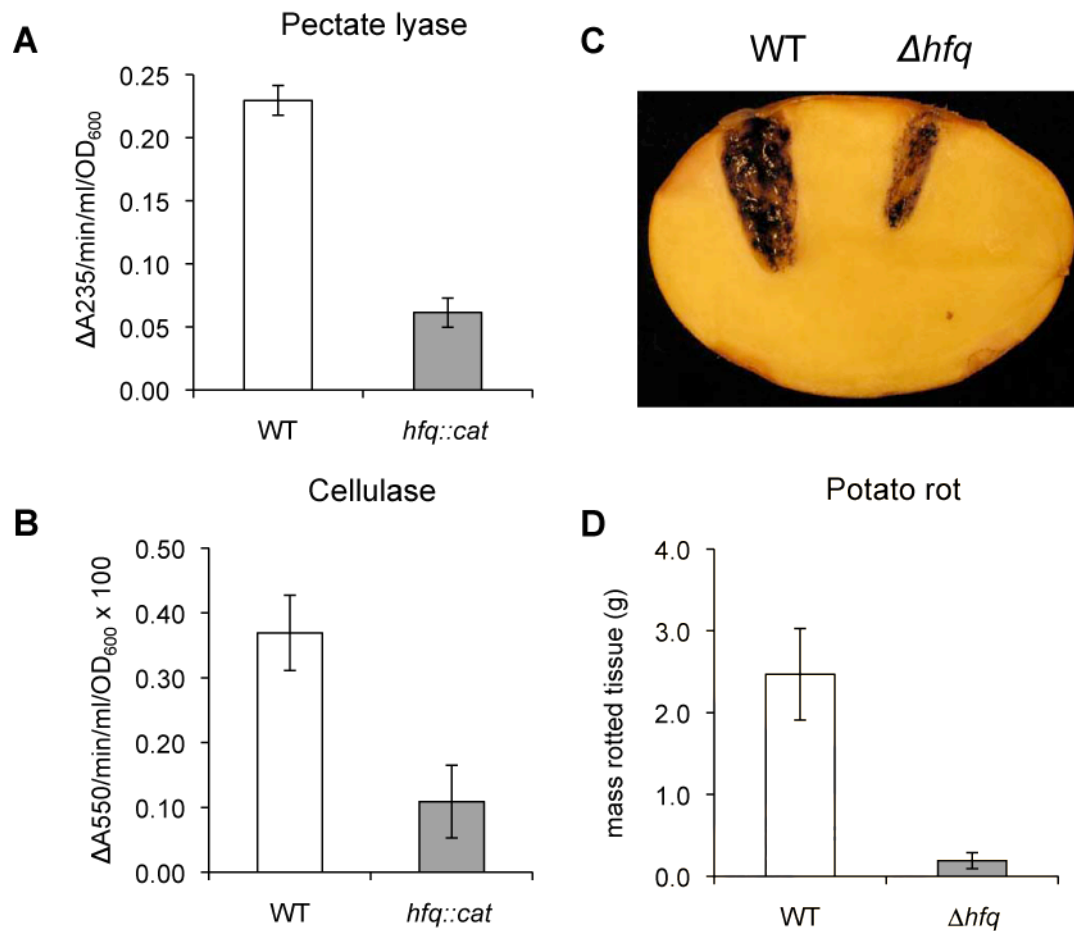 A
Pectate lyase
ΔA235/min/ml/OD600
0.25
0.20
0.15
0.10
0.05
0.00
WT
hfq::cat
C
WT
Δhfq
B
Cellulase
ΔA550/min/ml/OD600 x 100
0.50
0.40
0.30
0.20
0.10
0.00
WT
hfq::cat
D
Potato rot
mass rotted tissue (g)
4.0
3.0
2.0
1.0
0.0
WT
Δhfq